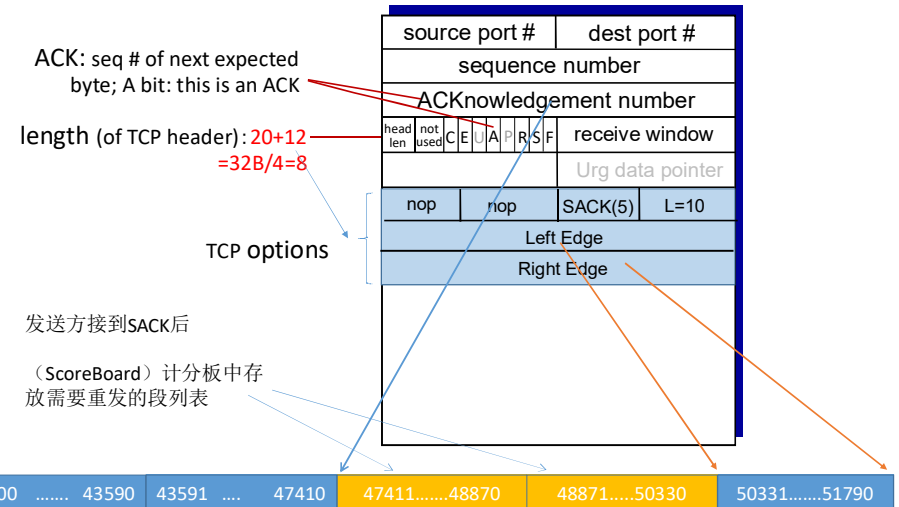 source port #
dest port #
ACK: seq # of next expected
byte; A bit: this is an ACK
sequence number
ACKnowledgement number
length (of TCP header): 20+12
=32B/4=8
head
len
not
used
C E U A P R S F
receive window
Urg data pointer
nop
nop
SACK(5)
L=10
TCP options
Left Edge
Right Edge
发送方接到SACK后
（ScoreBoard）计分板中存
放需要重发的段列表
00 ....... 43590
43591 .... 47410
47411.......48870
48871.....50330
50331.......51790